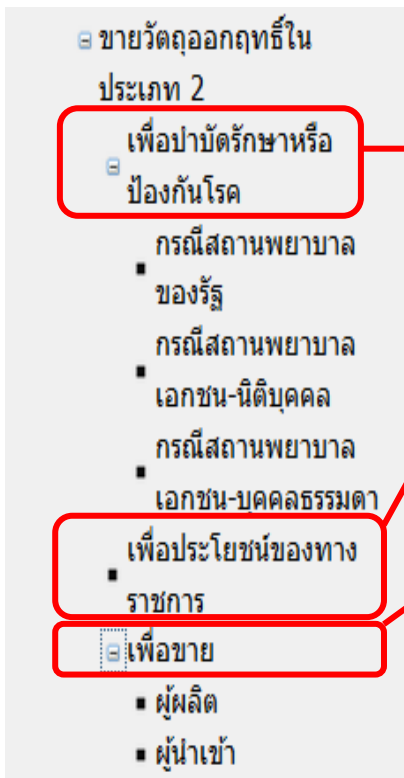 ขายวัตถุออกฤทธิ์ใน
ประเภท 2
เพื่อบำบัดรักษาหรือ
ป้องกันโรค
กรณีสถานพยาบาล
ของรัฐ
กรณีสถานพยาบาล
เอกชน-นิติบุคคล
กรณีสถานพยาบาล
เอกชน-บุคคลธรรมดา
เพื่อประโยชน์ของทาง
ราชการ
เพื่อขาย
ผู้ผลิต
ผู้นำเข้า